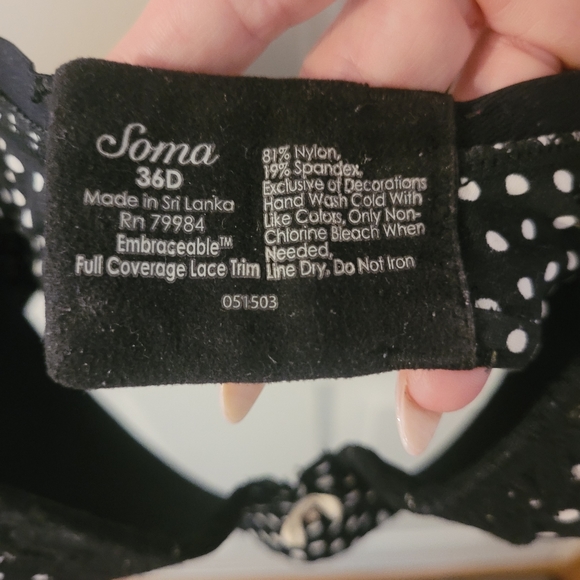 Soma
36D
Made in Sri Lanka
Rn 79984
Embraceable™
Full Coverage Lace Trim
81% Nylon,
19% Spandex,
Exclusive of Decorations
Hand Wash Cold With
Like Colors, Only Non-
Chlorine Bleach When
Needed,
Line Dry, Do Not Iron
051503